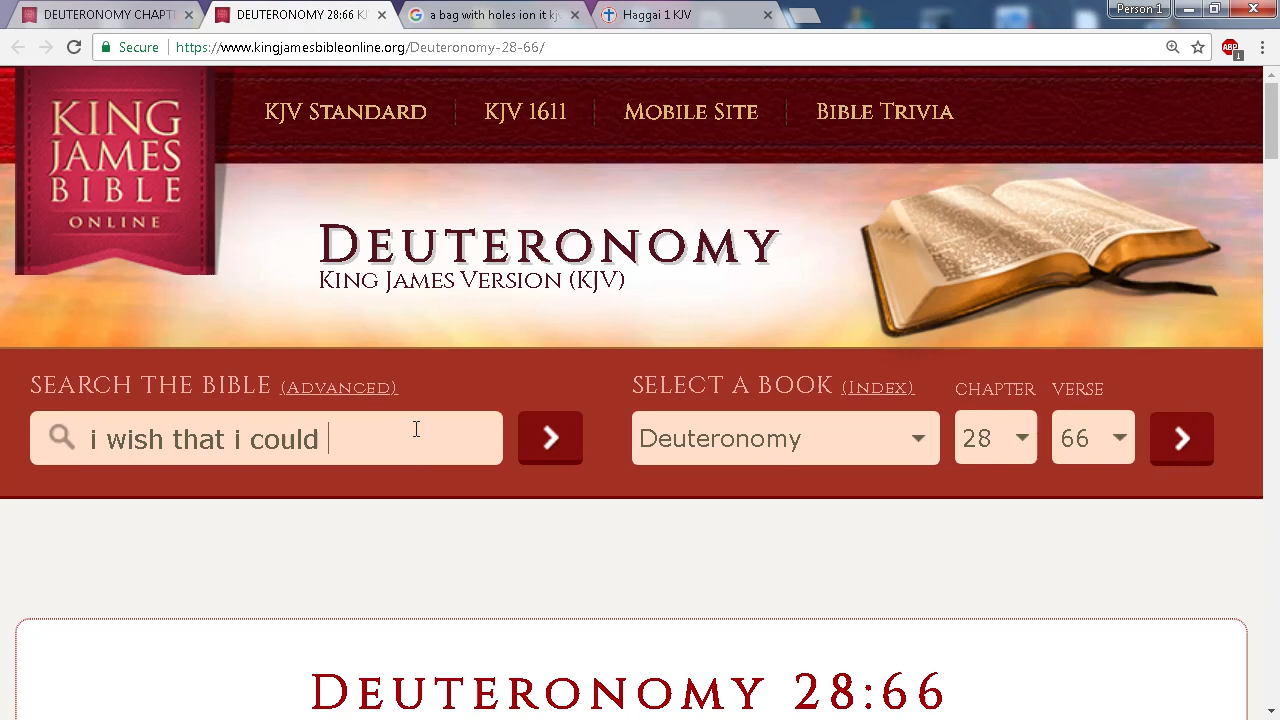 DEUTERONOMY CHAPT
DEUTERONOMY 28:66 KJ
a bag with holes ion it
Haggai 1 KJV
Person 1
Secure
https://www.kingjamesbibleonline.org/Deuteronomy-28-66/
ABP
1
KING
JAMES
BIBLE
ONLINE
KJV Standard
KJV 1611
Mobile Site
Bible Trivia
Deuteronomy
King James Version (KJV)
SEARCH THE BIBLE (Advanced)
i wish that i could
SELECT A BOOK (Index)
CHAPTER
VERSE
Deuteronomy
28
66
Deuteronomy 28:66